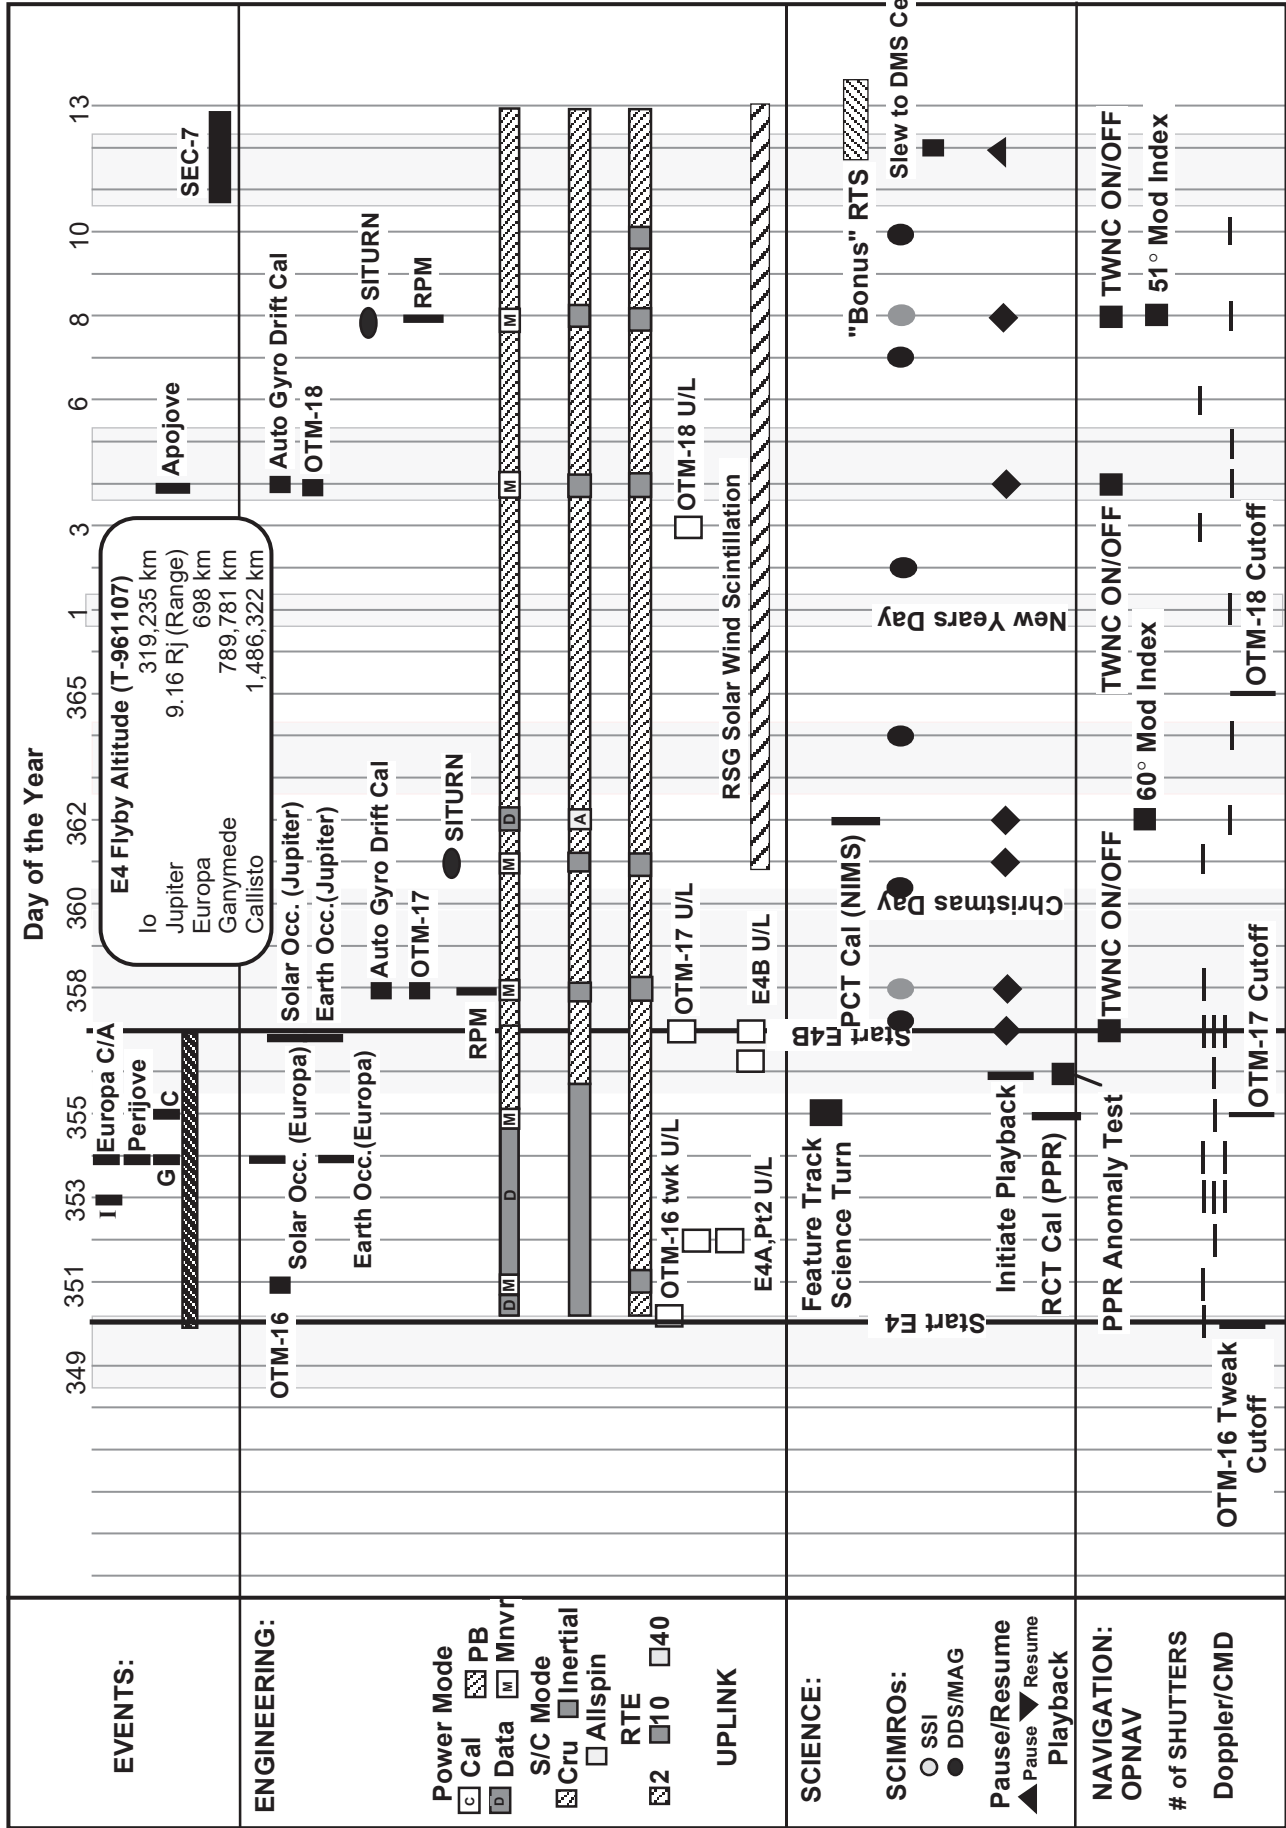 Day of the Year
349
351
353
355
358
360
362
365
1
3
6
8
10
13
EVENTS:
I
G
C
Europa C/A
Perijove
E4 Flyby Altitude (T-961107)
Io 319,235 km
Jupiter 9.16 Rj (Range)
Europa 698 km
Ganymede 789,781 km
Callisto 1,486,322 km
Apojove
SEC-7
ENGINEERING:
OTM-16
Solar Occ. (Europa)
Earth Occ.(Europa)
Solar Occ. (Jupiter)
Earth Occ.(Jupiter)
Auto Gyro Drift Cal
OTM-17
RPM
SITURN
Auto Gyro Drift Cal
OTM-18
SITURN
RPM
Power Mode
C Cal PB
D Data M Mnvr
D M D M M M D M M
S/C Mode
Cru Inertial
Allspin
A
RTE
2 10 40
UPLINK
OTM-16 twk U/L
E4A,Pt2 U/L
OTM-17 U/L
E4B U/L
OTM-18 U/L
RSG Solar Wind Scintillation
SCIENCE:
Feature Track
Science Turn
PCT Cal (NIMS)
"Bonus" RTS
Slew to DMS Ce
SCIMROs:
SSI
DDS/MAG
Start E4
Start E4B
Christmas Day
New Years Day
Pause/Resume
Pause Resume
Playback
Initiate Playback
RCT Cal (PPR)
PPR Anomaly Test
NAVIGATION:
OPNAV
TWNC ON/OFF
60° Mod Index
TWNC ON/OFF
TWNC ON/OFF
51° Mod Index
# of SHUTTERS
Doppler/CMD
OTM-16 Tweak
Cutoff
OTM-17 Cutoff
OTM-18 Cutoff